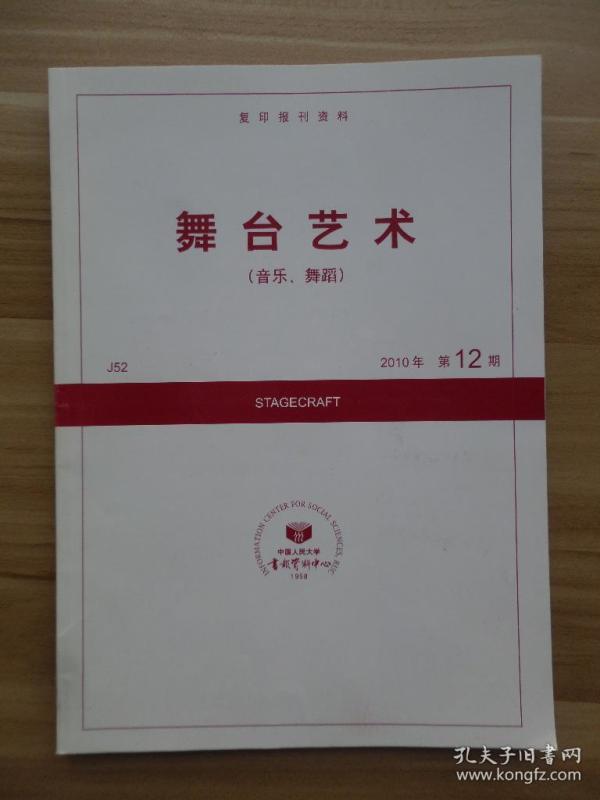 复印报刊资料
舞台艺术
(音乐、舞蹈)
J52
2010年 第12期
STAGECRAFT
INFORMATION CENTER FOR SOCIAL SCIENCES, RUC
中国人民大学
书报资料中心
1958
孔夫子旧书网
www.kongfz.com